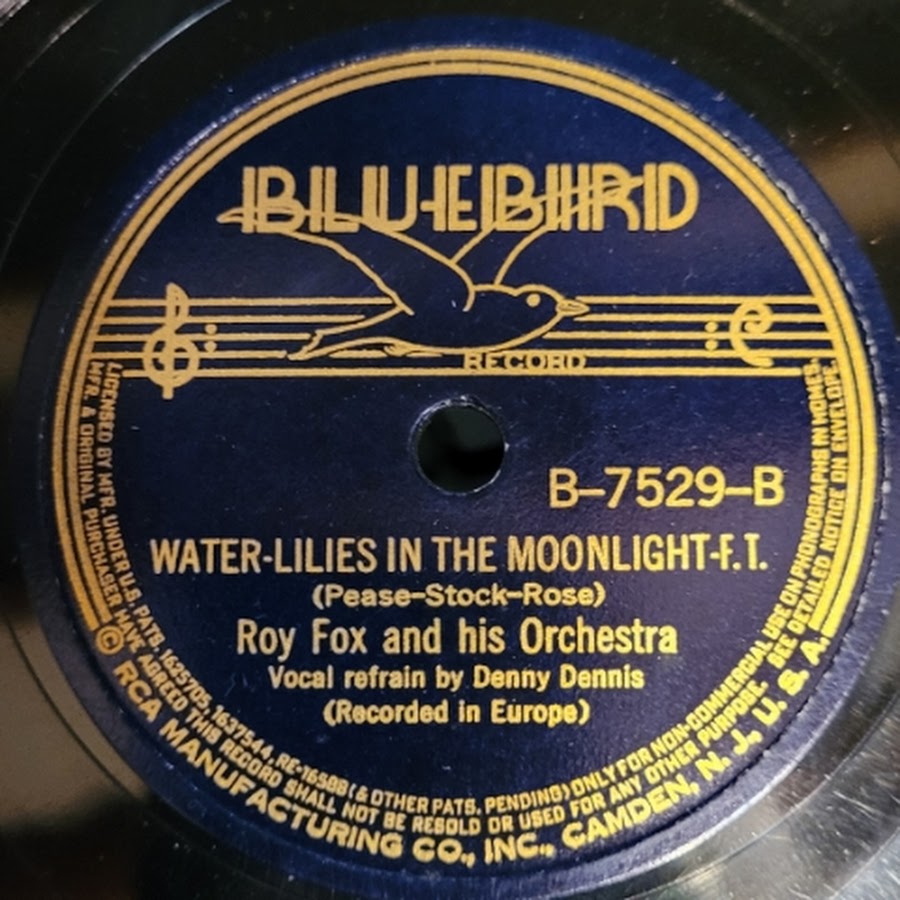 BLUEBIRD
RECORD
B-7529-B
WATER-LILIES IN THE MOONLIGHT-F.T.
(Pease-Stock-Rose)
Roy Fox and his Orchestra
Vocal refrain by Denny Dennis
(Recorded in Europe)
LICENSED BY MFR. UNDER U.S. PATS. 1625705, 1637544, RE-16588 (& OTHER PATS. PENDING) ONLY FOR NON-COMMERCIAL USE ON PHONOGRAPHS IN HOMES.
MFR. & ORIGINAL PURCHASER HAVE AGREED THIS RECORD SHALL NOT BE RESOLD OR USED FOR ANY OTHER PURPOSE. SEE DETAILED NOTICE ON ENVELOPE.
© RCA MANUFACTURING CO., INC., CAMDEN, N. J., U. S. A.